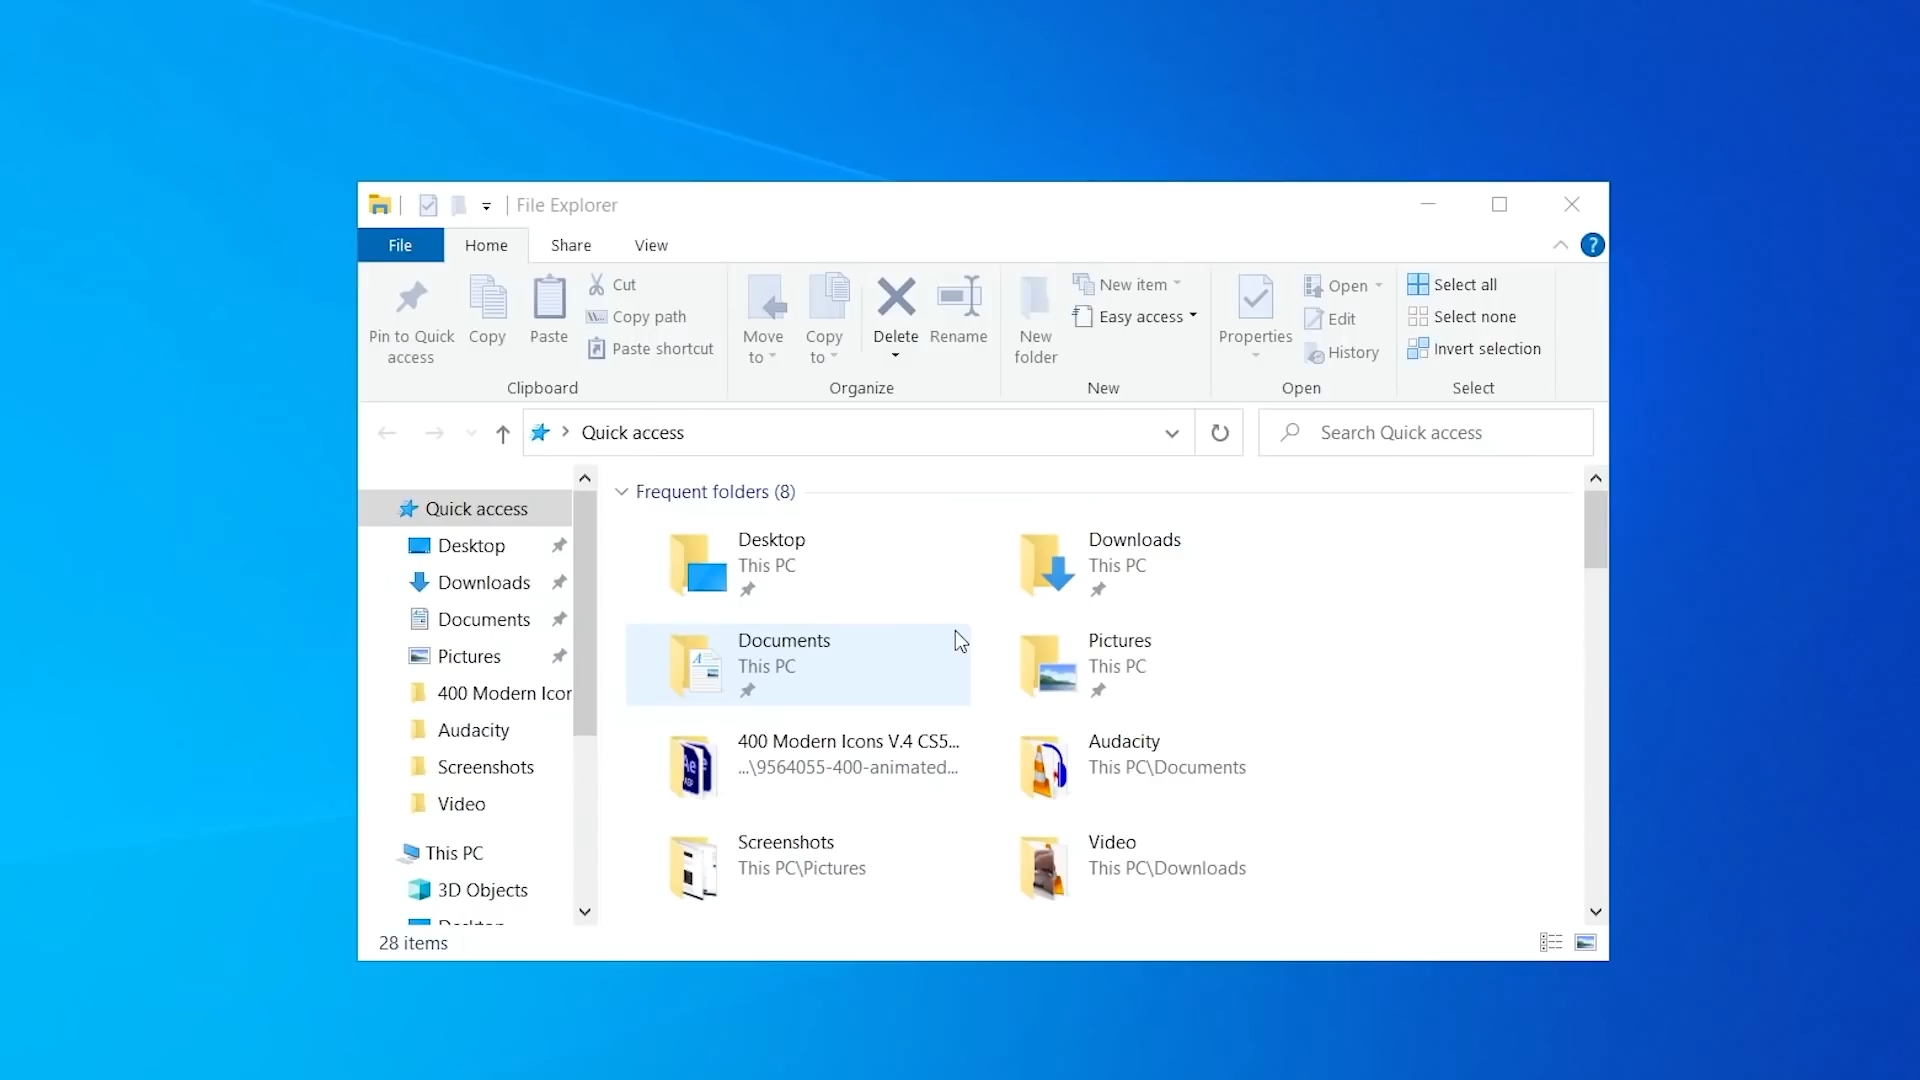 File Explorer
File Home Share View
Pin to Quick access
Copy
Paste
Cut
Copy path
Paste shortcut
Clipboard
Move to
Copy to
Delete
Rename
Organize
New folder
New item
Easy access
New
Properties
Open
Edit
History
Open
Select all
Select none
Invert selection
Select
Quick access
Search Quick access
Quick access
Desktop
Downloads
Documents
Pictures
400 Modern Icon
Audacity
Screenshots
Video
This PC
3D Objects
Desktop
Frequent folders (8)
Desktop
This PC
Downloads
This PC
Documents
This PC
Pictures
This PC
400 Modern Icons V.4 CS5...
...\9564055-400-animated...
Audacity
This PC\Documents
Screenshots
This PC\Pictures
Video
This PC\Downloads
28 items